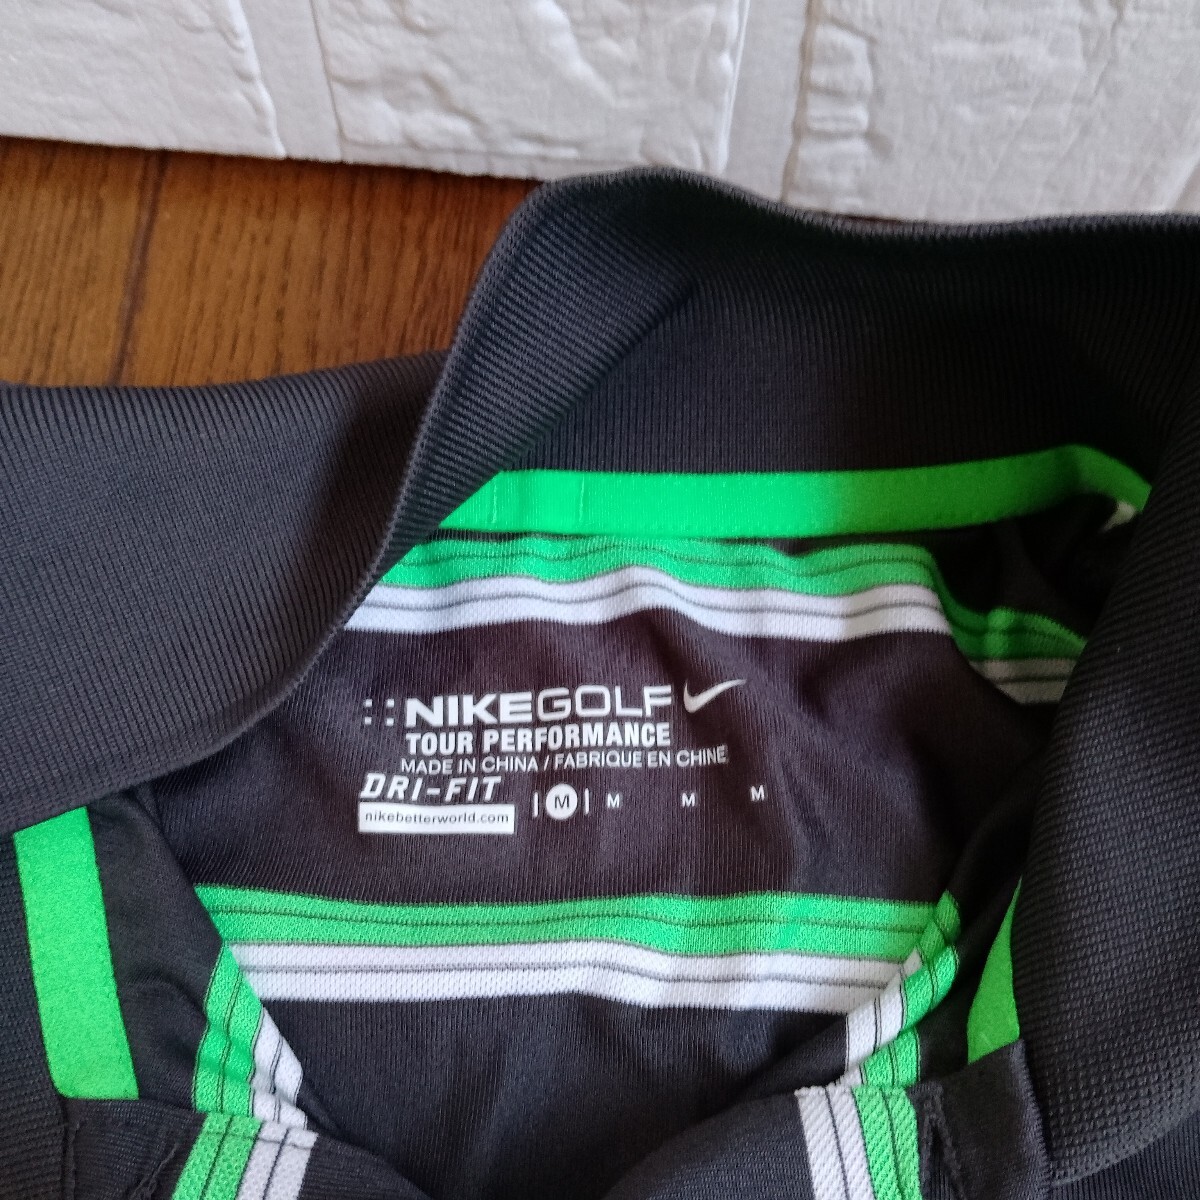 NIKEGOLF
TOUR PERFORMANCE
MADE IN CHINA / FABRIQUE EN CHINE
DRI-FIT
nikebetterworld.com
|M| M M M